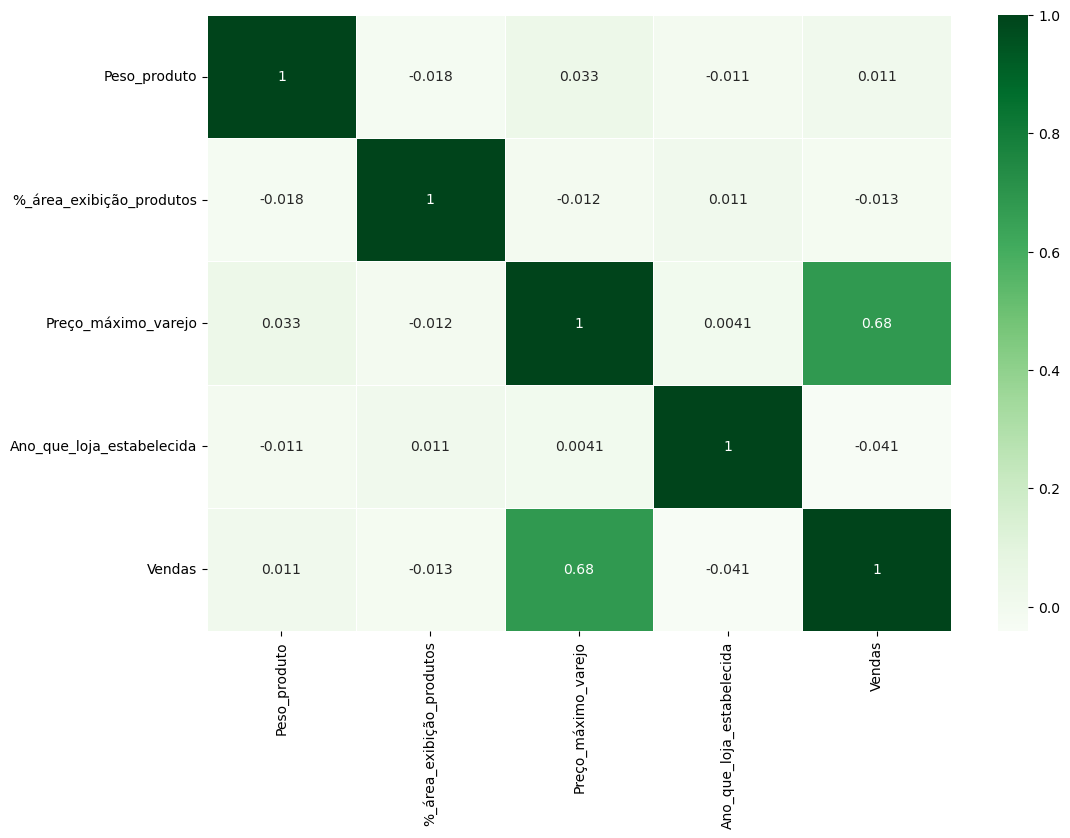 1.0
Peso_produto 1 -0.018 0.033 -0.011 0.011
0.8
%_área_exibição_produtos -0.018 1 -0.012 0.011 -0.013
0.6
Preço_máximo_varejo 0.033 -0.012 1 0.0041 0.68
0.4
Ano_que_loja_estabelecida -0.011 0.011 0.0041 1 -0.041
0.2
Vendas 0.011 -0.013 0.68 -0.041 1
0.0
Peso_produto
%_área_exibição_produtos
Preço_máximo_varejo
Ano_que_loja_estabelecida
Vendas